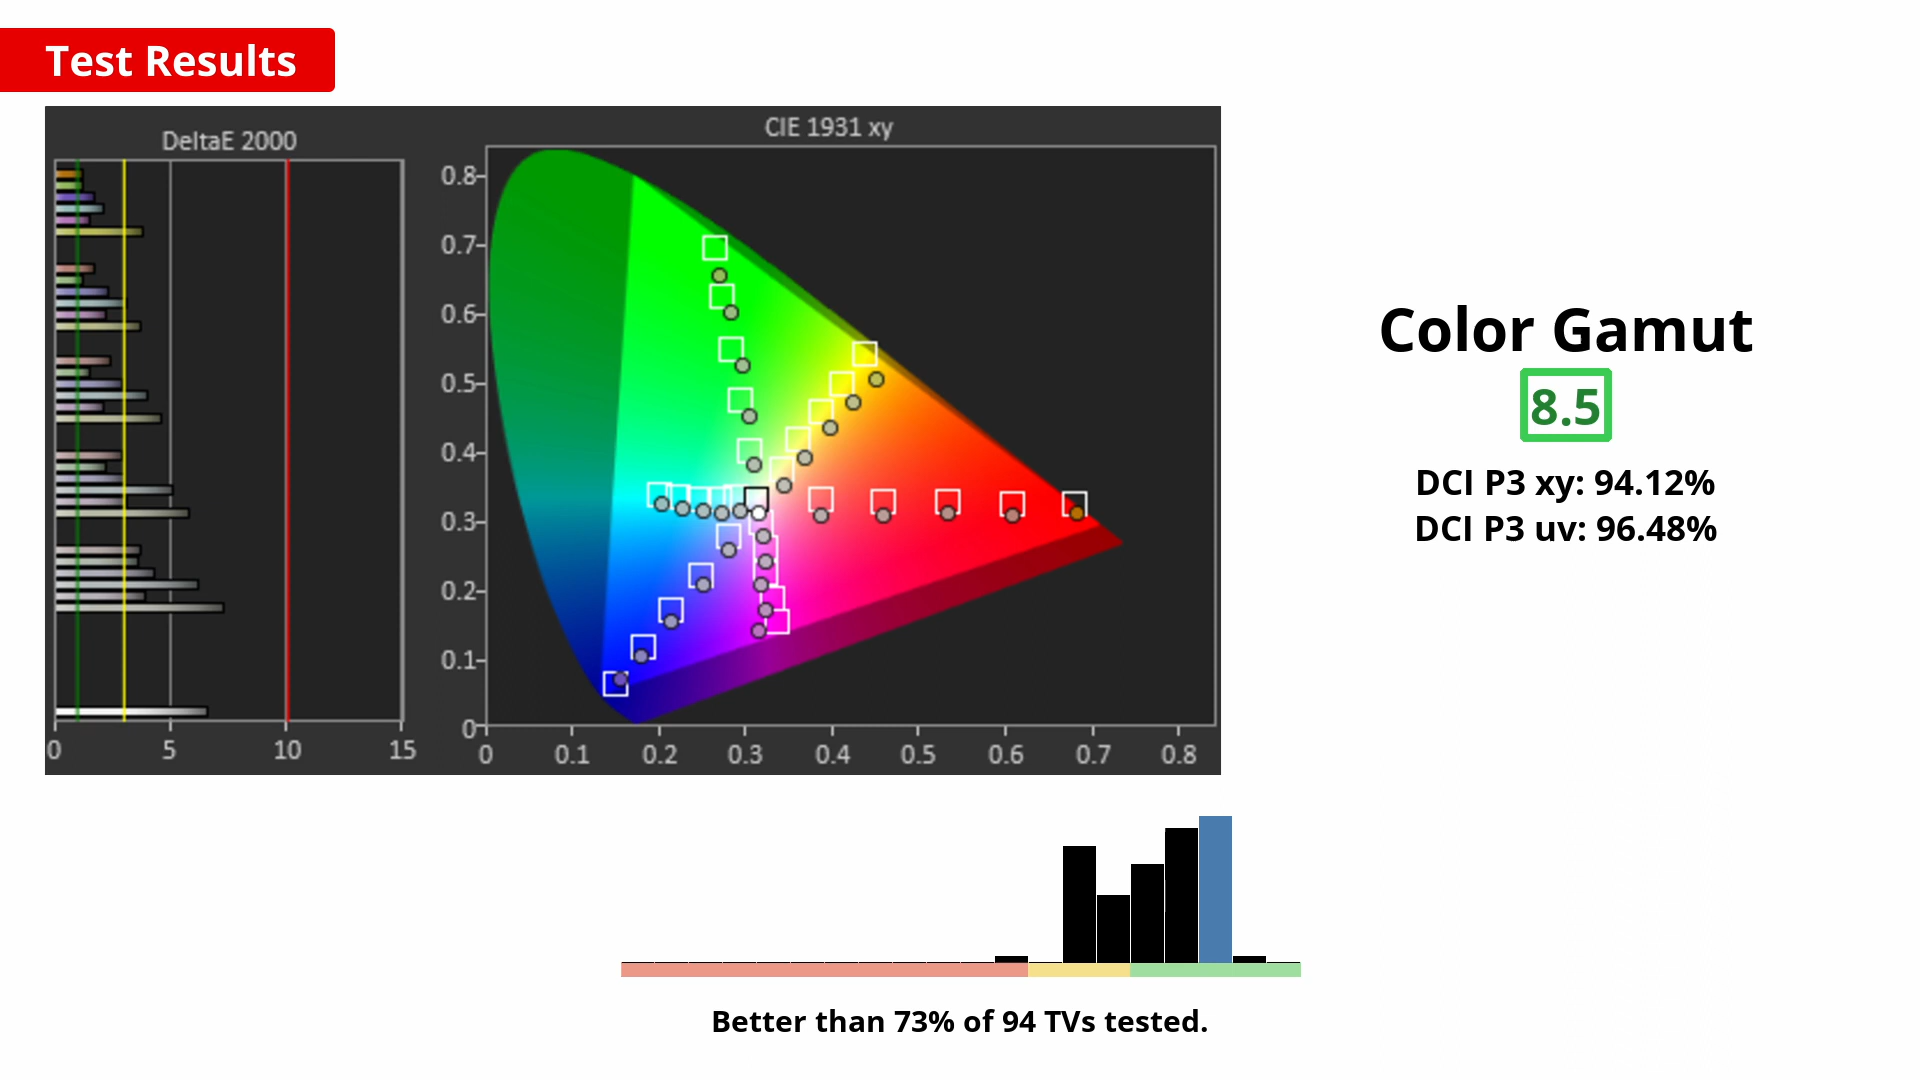 Test Results
DeltaE 2000
0 5 10 15
CIE 1931 xy
0.8
0.7
0.6
0.5
0.4
0.3
0.2
0.1
0
0 0.1 0.2 0.3 0.4 0.5 0.6 0.7 0.8
Color Gamut
8.5
DCI P3 xy: 94.12%
DCI P3 uv: 96.48%
Better than 73% of 94 TVs tested.